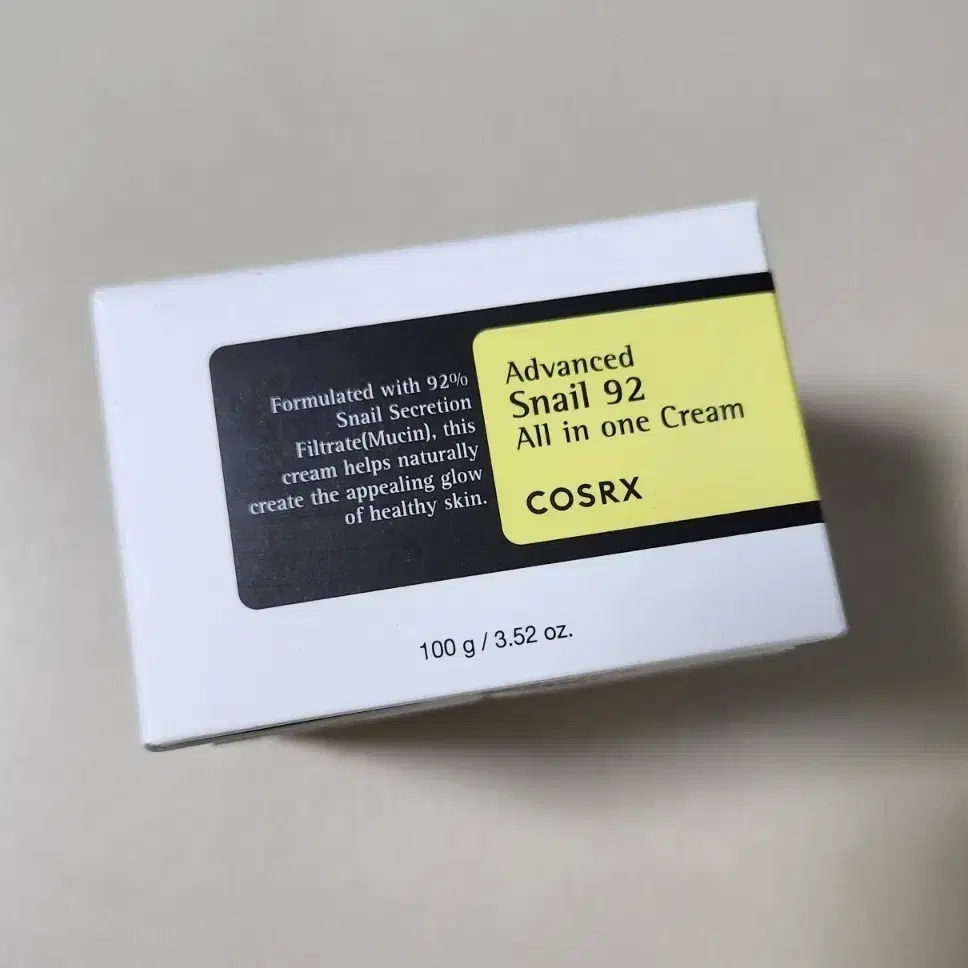 Formulated with 92%
Snail Secretion
Filtrate(Mucin), this
cream helps naturally
create the appealing glow
of healthy skin.
Advanced
Snail 92
All in one Cream
COSRX
100 g / 3.52 oz.